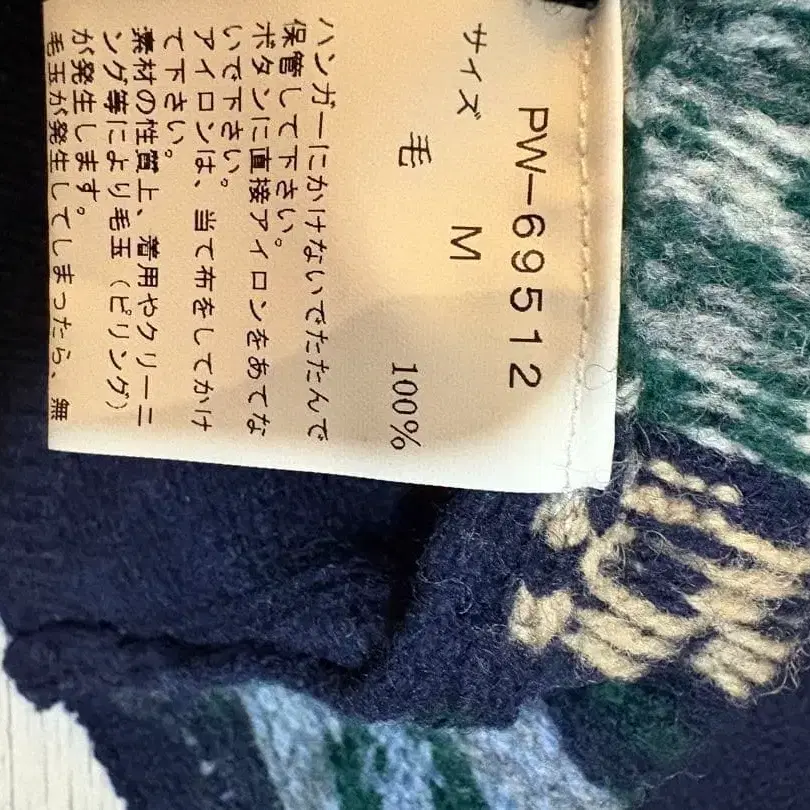 PW-69512
サイズ M
毛 100%
ハンガーにかけないでたたんで
保管して下さい。
ボタンに直接アイロンをあてな
いで下さい。
アイロンは、当て布をしてかけ
て下さい。
素材の性質上、着用やクリーニ
ング等により毛玉(ピリング)
が発生します。
毛玉が発生してしまったら、無